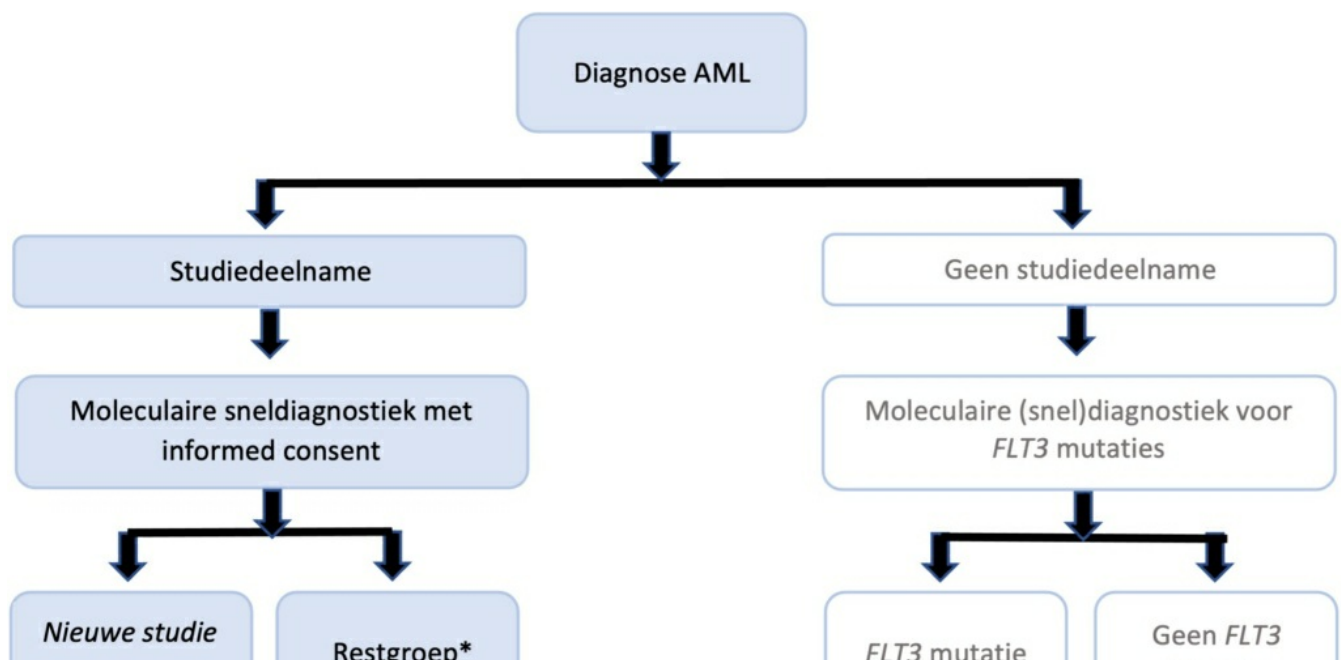 Diagnose AML
Studiedeelname
Geen studiedeelname
Moleculaire sneldiagnostiek met
informed consent
Moleculaire (snel)diagnostiek voor
FLT3 mutaties
Nieuwe studie
Restgroep*
FLT3 mutatie
Geen FLT3